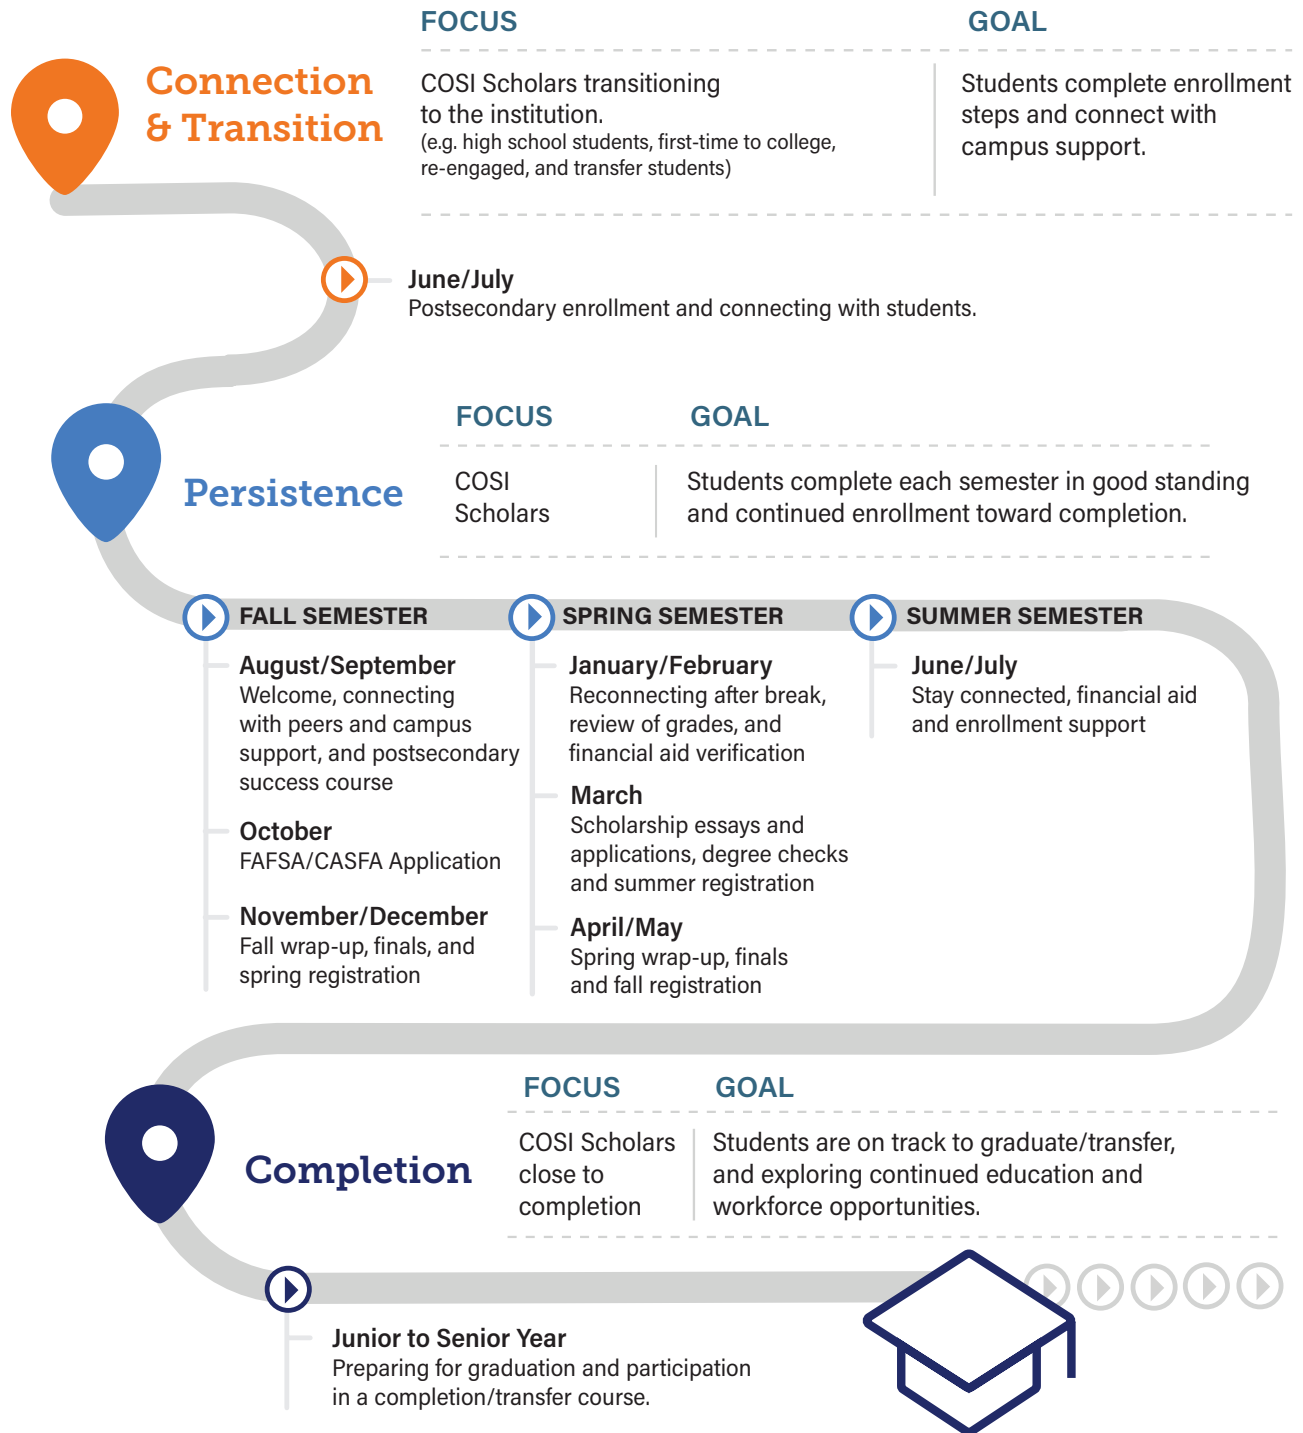 FOCUS
GOAL
Connection
& Transition
COSI Scholars transitioning
to the institution.
(e.g. high school students, first-time to college,
re-engaged, and transfer students)
Students complete enrollment
steps and connect with
campus support.
June/July
Postsecondary enrollment and connecting with students.
FOCUS
GOAL
Persistence
COSI
Scholars
Students complete each semester in good standing
and continued enrollment toward completion.
FALL SEMESTER
August/September
Welcome, connecting
with peers and campus
support, and postsecondary
success course
October
FAFSA/CASFA Application
November/December
Fall wrap-up, finals, and
spring registration
SPRING SEMESTER
January/February
Reconnecting after break,
review of grades, and
financial aid verification
March
Scholarship essays and
applications, degree checks
and summer registration
April/May
Spring wrap-up, finals
and fall registration
SUMMER SEMESTER
June/July
Stay connected, financial aid
and enrollment support
FOCUS
GOAL
Completion
COSI Scholars
close to
completion
Students are on track to graduate/transfer,
and exploring continued education and
workforce opportunities.
Junior to Senior Year
Preparing for graduation and participation
in a completion/transfer course.